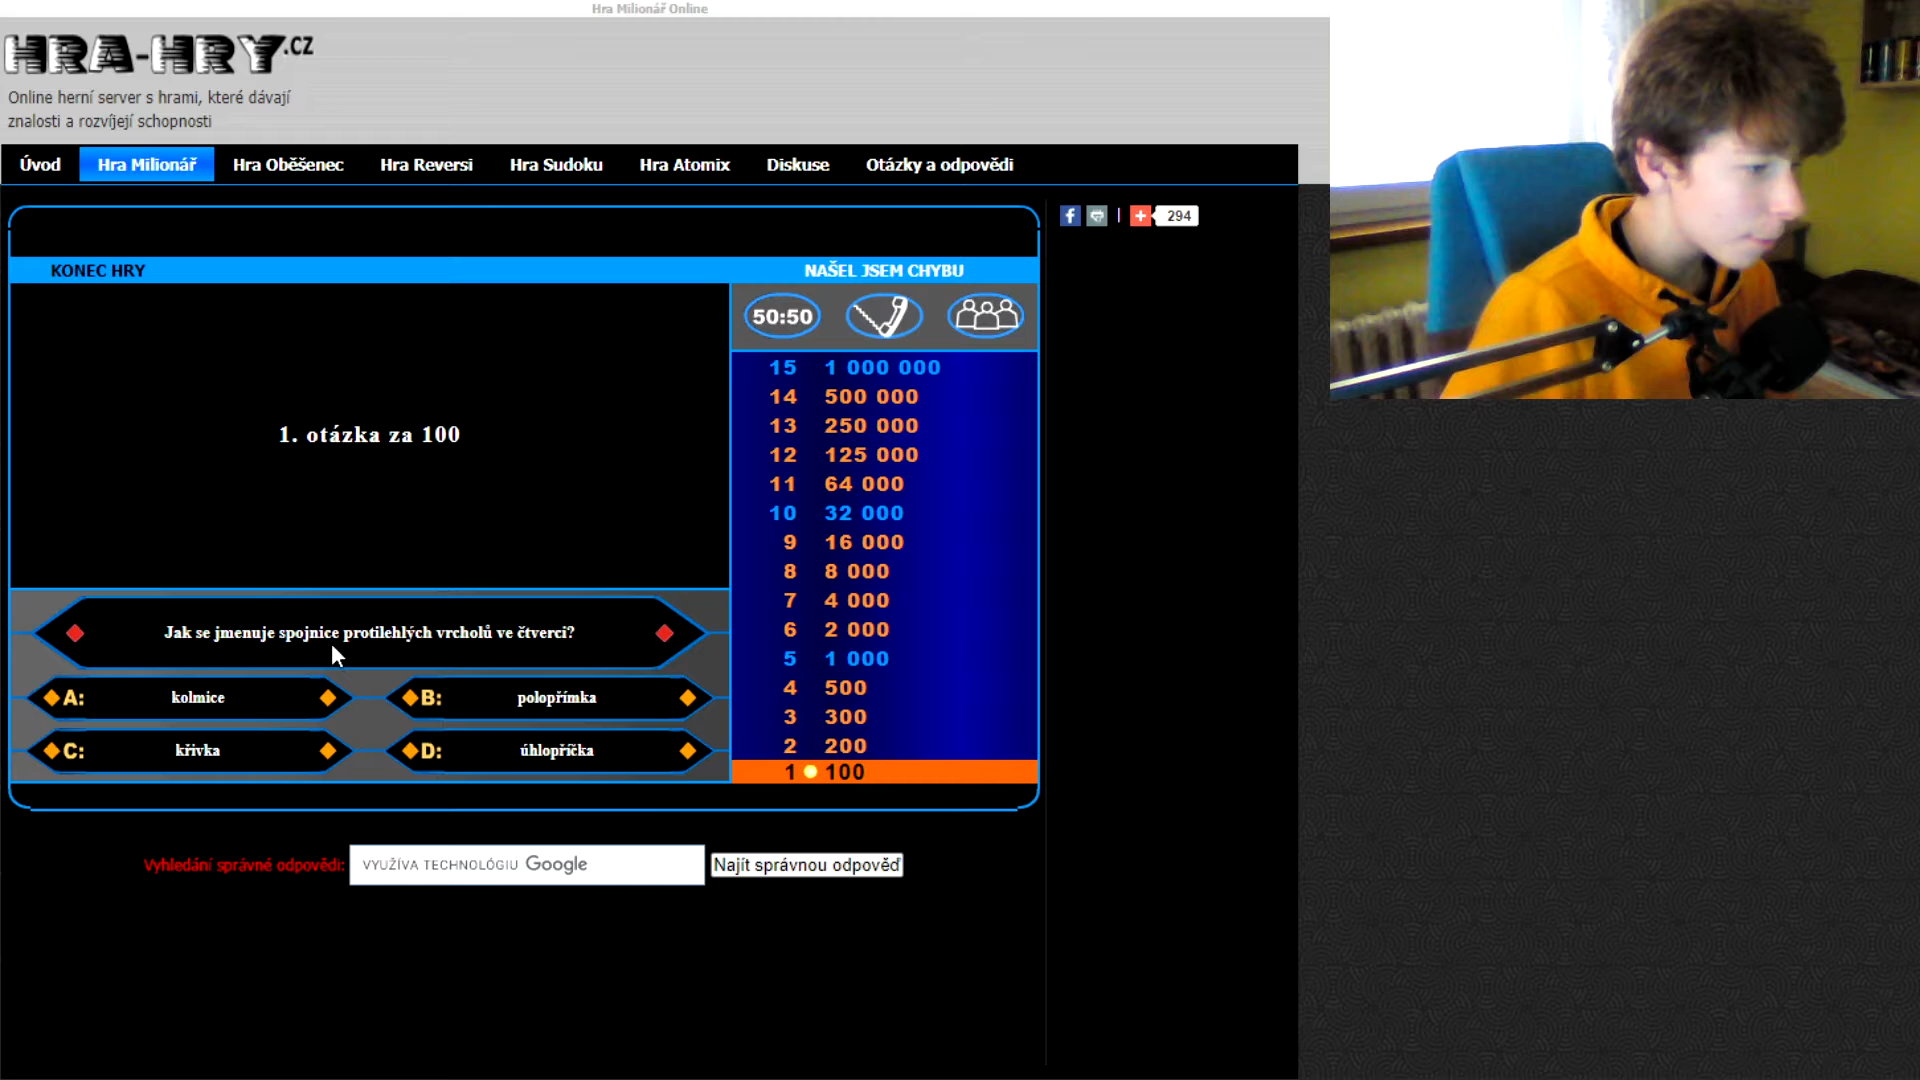 Hra Milionář Online
HRA-HRY.CZ
Online herní server s hrami, které dávají
znalosti a rozvíjejí schopnosti
Úvod Hra Milionář Hra Oběšenec Hra Reversi Hra Sudoku Hra Atomix Diskuse Otázky a odpovědi
f | + 294
KONEC HRY NAŠEL JSEM CHYBU
50:50
1. otázka za 100
15 1 000 000
14 500 000
13 250 000
12 125 000
11 64 000
10 32 000
9 16 000
8 8 000
7 4 000
6 2 000
5 1 000
4 500
3 300
2 200
1 100
Jak se jmenuje spojnice protilehlých vrcholů ve čtverci?
A: kolmice B: polopřímka
C: křivka D: úhlopříčka
Vyhledání správné odpovědi: VYUŽÍVA TECHNOLÓGIU Google Najít správnou odpověď